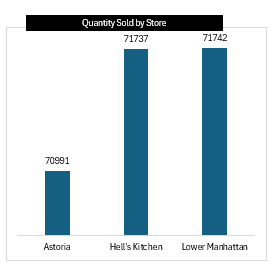 Quantity Sold by Store
70991
71737
71742
Astoria
Hell's Kitchen
Lower Manhattan